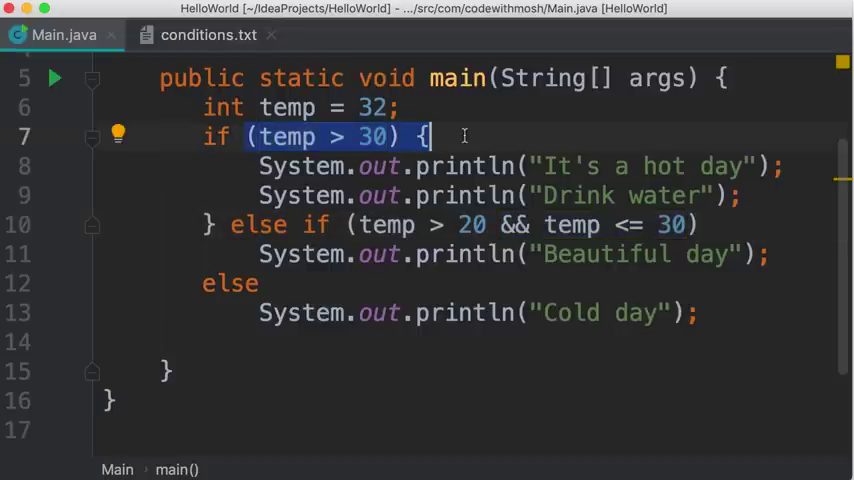 HelloWorld [~/IdeaProjects/HelloWorld] - .../src/com/codewithmosh/Main.java [HelloWorld]
Main.java × conditions.txt ×
5 public static void main(String[] args) {
6 int temp = 32;
7 if (temp > 30) {
8 System.out.println("It's a hot day");
9 System.out.println("Drink water");
10 } else if (temp > 20 && temp <= 30)
11 System.out.println("Beautiful day");
12 else
13 System.out.println("Cold day");
14
15 }
16 }
17
Main › main()